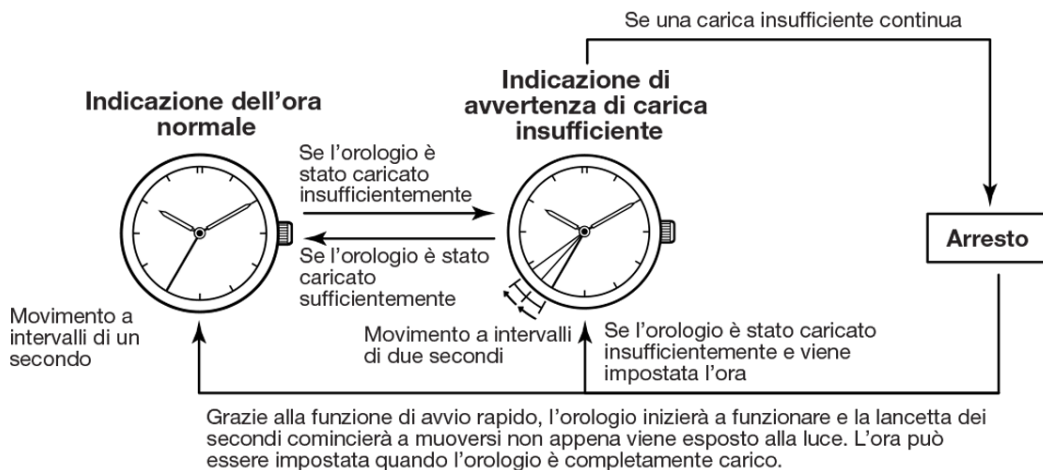 Se una carica insufficiente continua
Indicazione dell'ora
normale
Indicazione di
avvertenza di carica
insufficiente
Se l'orologio è
stato caricato
insufficientemente
Se l'orologio è stato
caricato
sufficientemente
Arresto
Movimento a
intervalli di un
secondo
Movimento a intervalli
di due secondi
Se l'orologio è stato caricato
insufficientemente e viene
impostata l'ora
Grazie alla funzione di avvio rapido, l'orologio inizierà a funzionare e la lancetta dei
secondi comincierà a muoversi non appena viene esposto alla luce. L'ora può
essere impostata quando l'orologio è completamente carico.